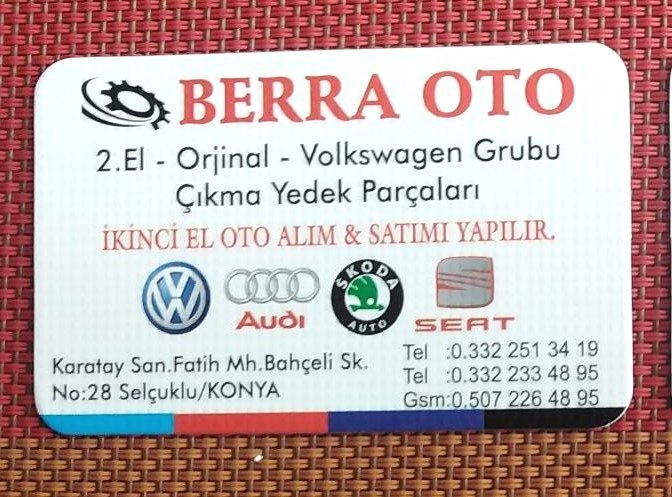 BERRA OTO
2.El - Orjinal - Volkswagen Grubu
Çıkma Yedek Parçaları
İKİNCİ EL OTO ALIM & SATIMI YAPILIR.
VW
Audi
ŠKODA
AUTO
SEAT
Karatay San.Fatih Mh.Bahçeli Sk.
No:28 Selçuklu/KONYA
Tel :0.332 251 34 19
Tel :0.332 233 48 95
Gsm:0.507 226 48 95